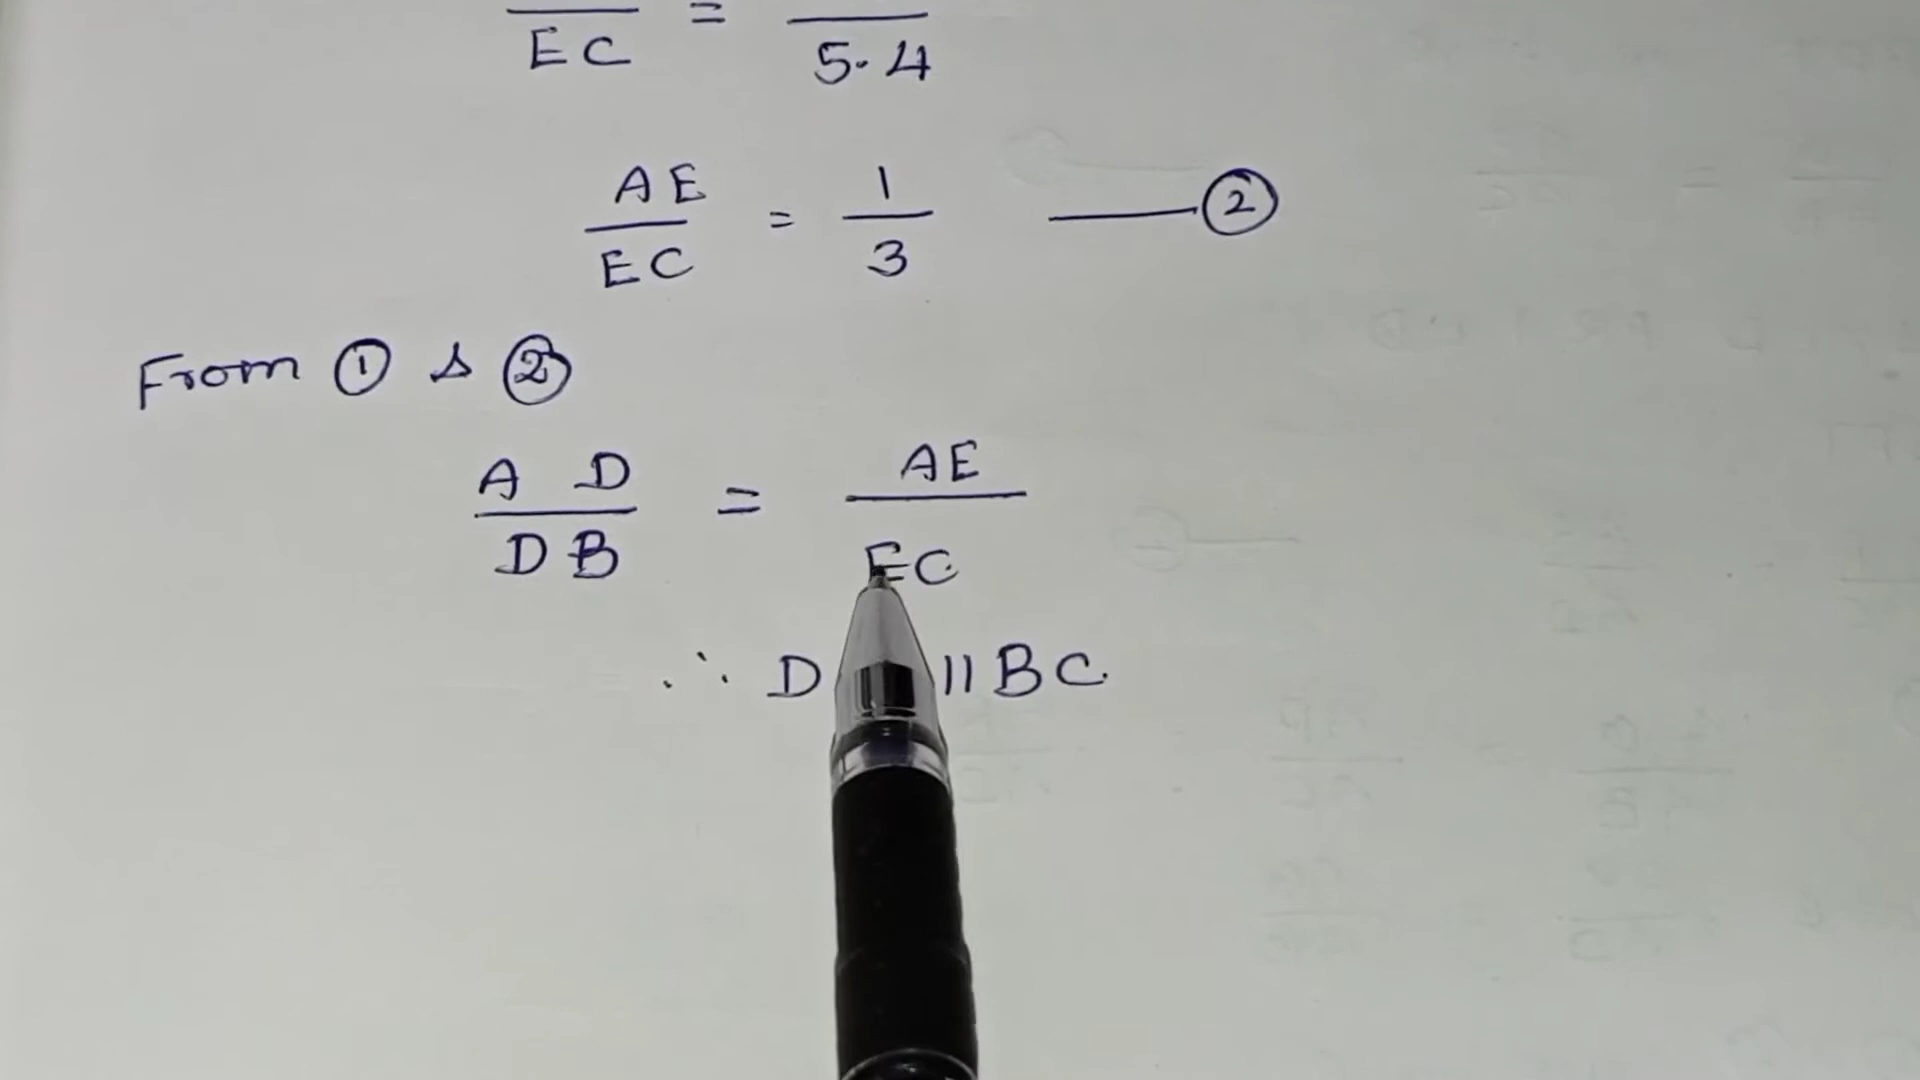 EC = 5.4
AE/EC = 1/3 —— ②
From ① & ②
AD/DB = AE/EC
∴ D ∥ BC